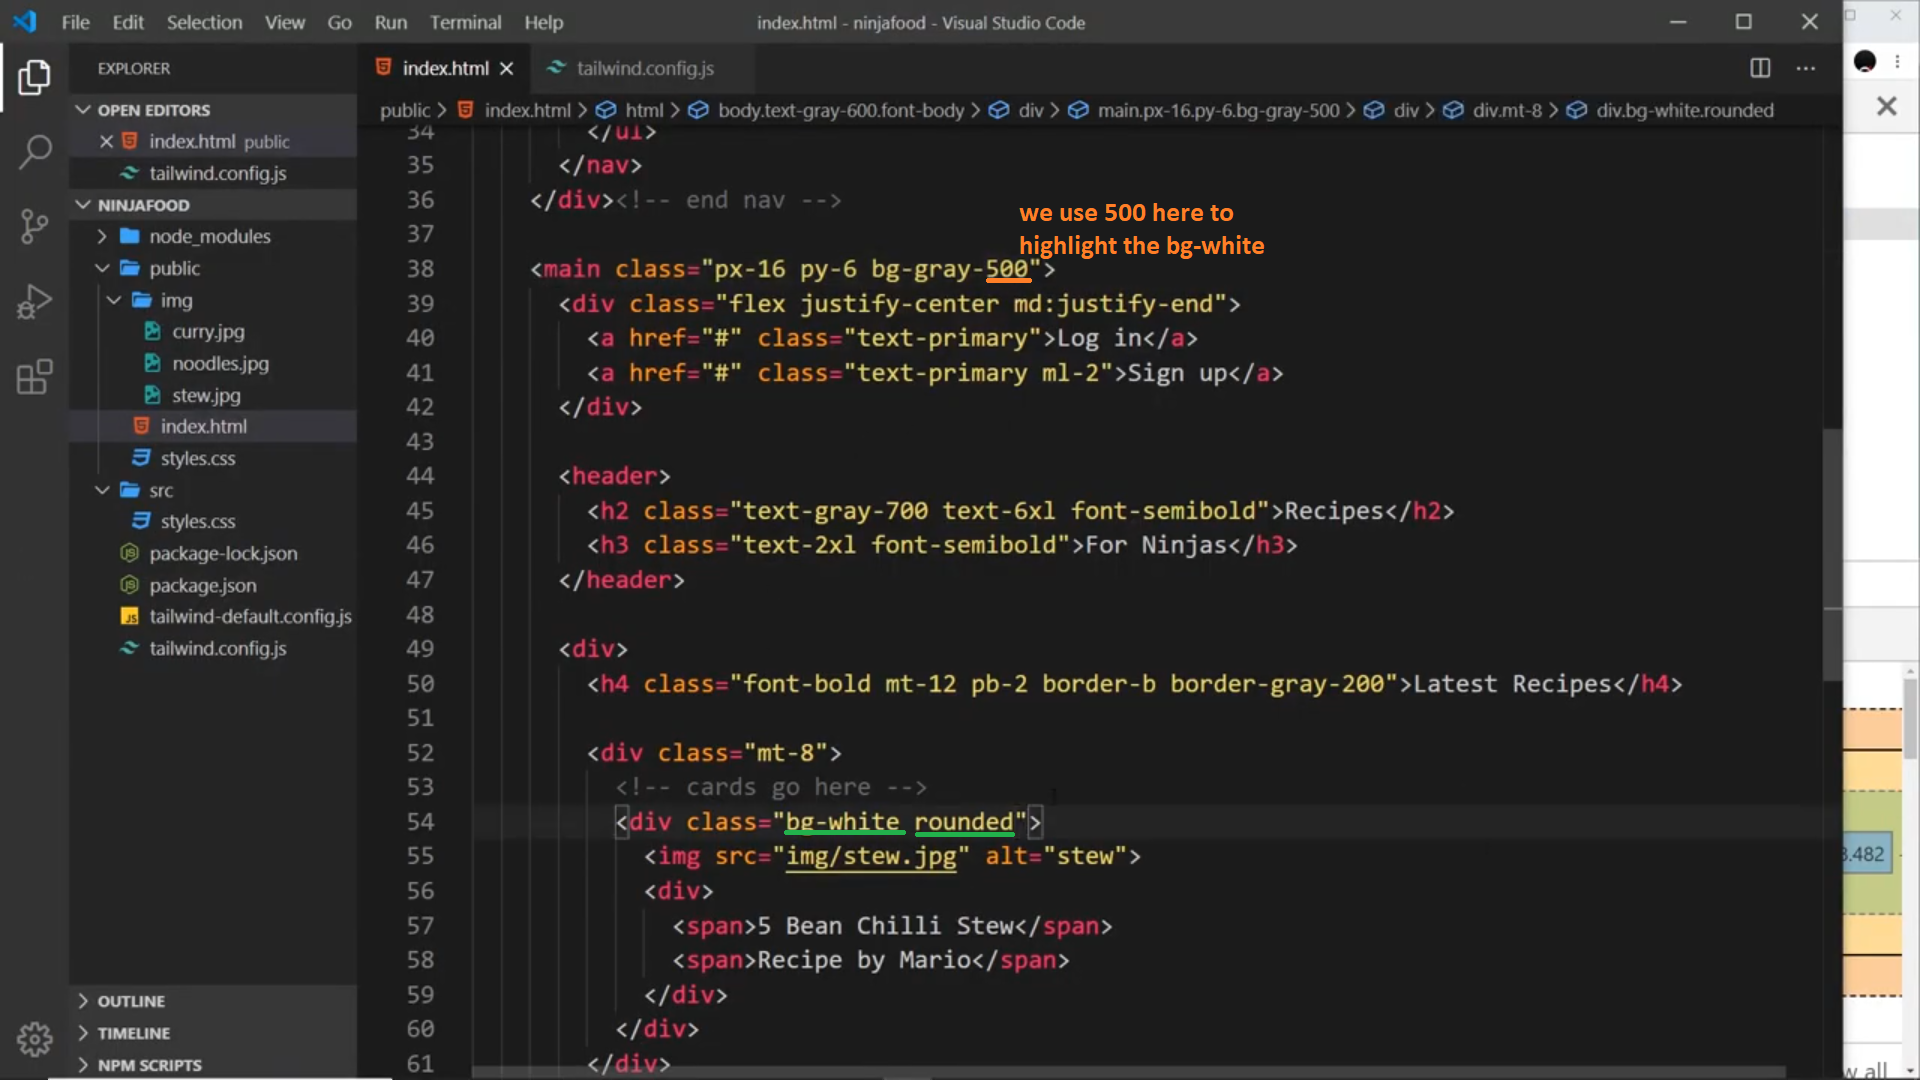 File Edit Selection View Go Run Terminal Help
index.html - ninjafood - Visual Studio Code
EXPLORER
OPEN EDITORS
index.html public
tailwind.config.js
NINJAFOOD
node_modules
public
img
curry.jpg
noodles.jpg
stew.jpg
index.html
styles.css
src
styles.css
package-lock.json
package.json
tailwind-default.config.js
tailwind.config.js
OUTLINE
TIMELINE
NPM SCRIPTS
index.html tailwind.config.js
public > index.html > html > body.text-gray-600.font-body > div > main.px-16.py-6.bg-gray-500 > div > div.mt-8 > div.bg-white.rounded
34 </ul>
35 </nav>
36 </div><!-- end nav -->
we use 500 here to
highlight the bg-white
37
38 <main class="px-16 py-6 bg-gray-500">
39 <div class="flex justify-center md:justify-end">
40 <a href="#" class="text-primary">Log in</a>
41 <a href="#" class="text-primary ml-2">Sign up</a>
42 </div>
43
44 <header>
45 <h2 class="text-gray-700 text-6xl font-semibold">Recipes</h2>
46 <h3 class="text-2xl font-semibold">For Ninjas</h3>
47 </header>
48
49 <div>
50 <h4 class="font-bold mt-12 pb-2 border-b border-gray-200">Latest Recipes</h4>
51
52 <div class="mt-8">
53 <!-- cards go here -->
54 <div class="bg-white rounded">
55 <img src="img/stew.jpg" alt="stew">
56 <div>
57 <span>5 Bean Chilli Stew</span>
58 <span>Recipe by Mario</span>
59 </div>
60 </div>
61 </div>
.482
all